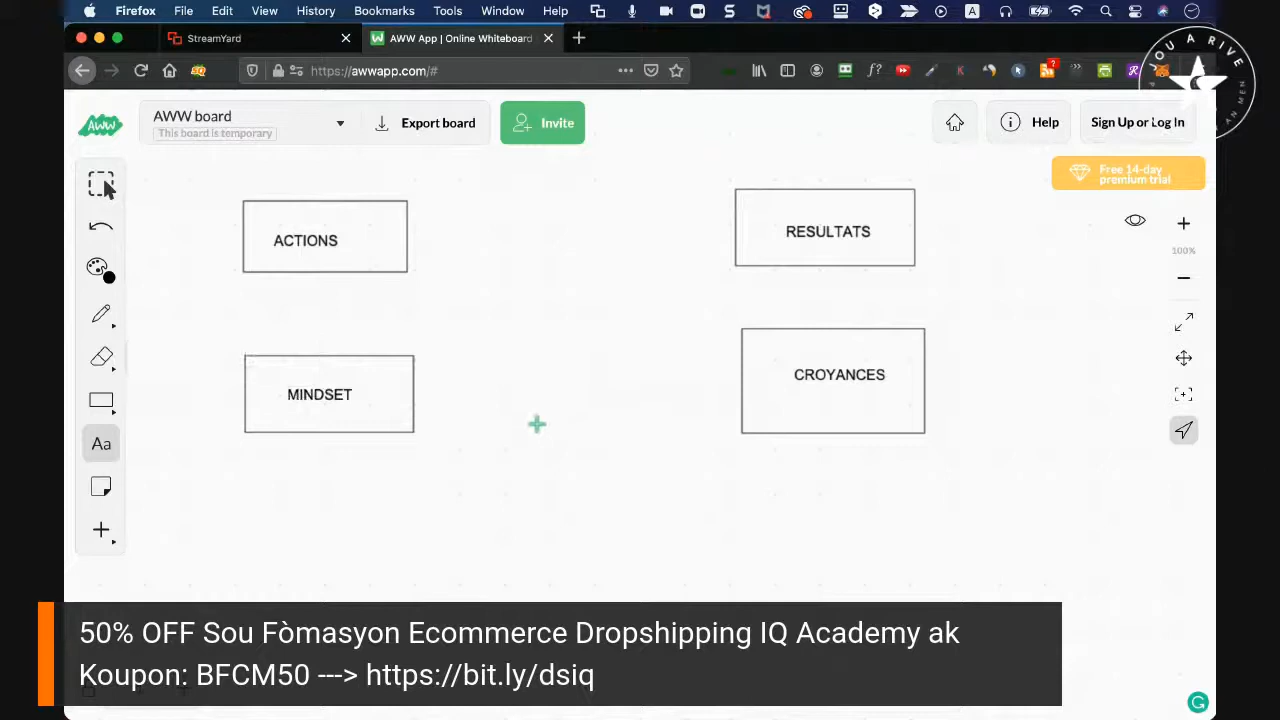 Firefox File Edit View History Bookmarks Tools Window Help
StreamYard
AWW App | Online Whiteboard
https://awwapp.com/#
AWW
AWW board
This board is temporary
Export board
Invite
Help
Sign Up or Log In
Free 14-day
premium trial
100%
Aa
ACTIONS
RESULTATS
MINDSET
CROYANCES
50% OFF Sou Fòmasyon Ecommerce Dropshipping IQ Academy ak
Koupon: BFCM50 ---> https://bit.ly/dsiq